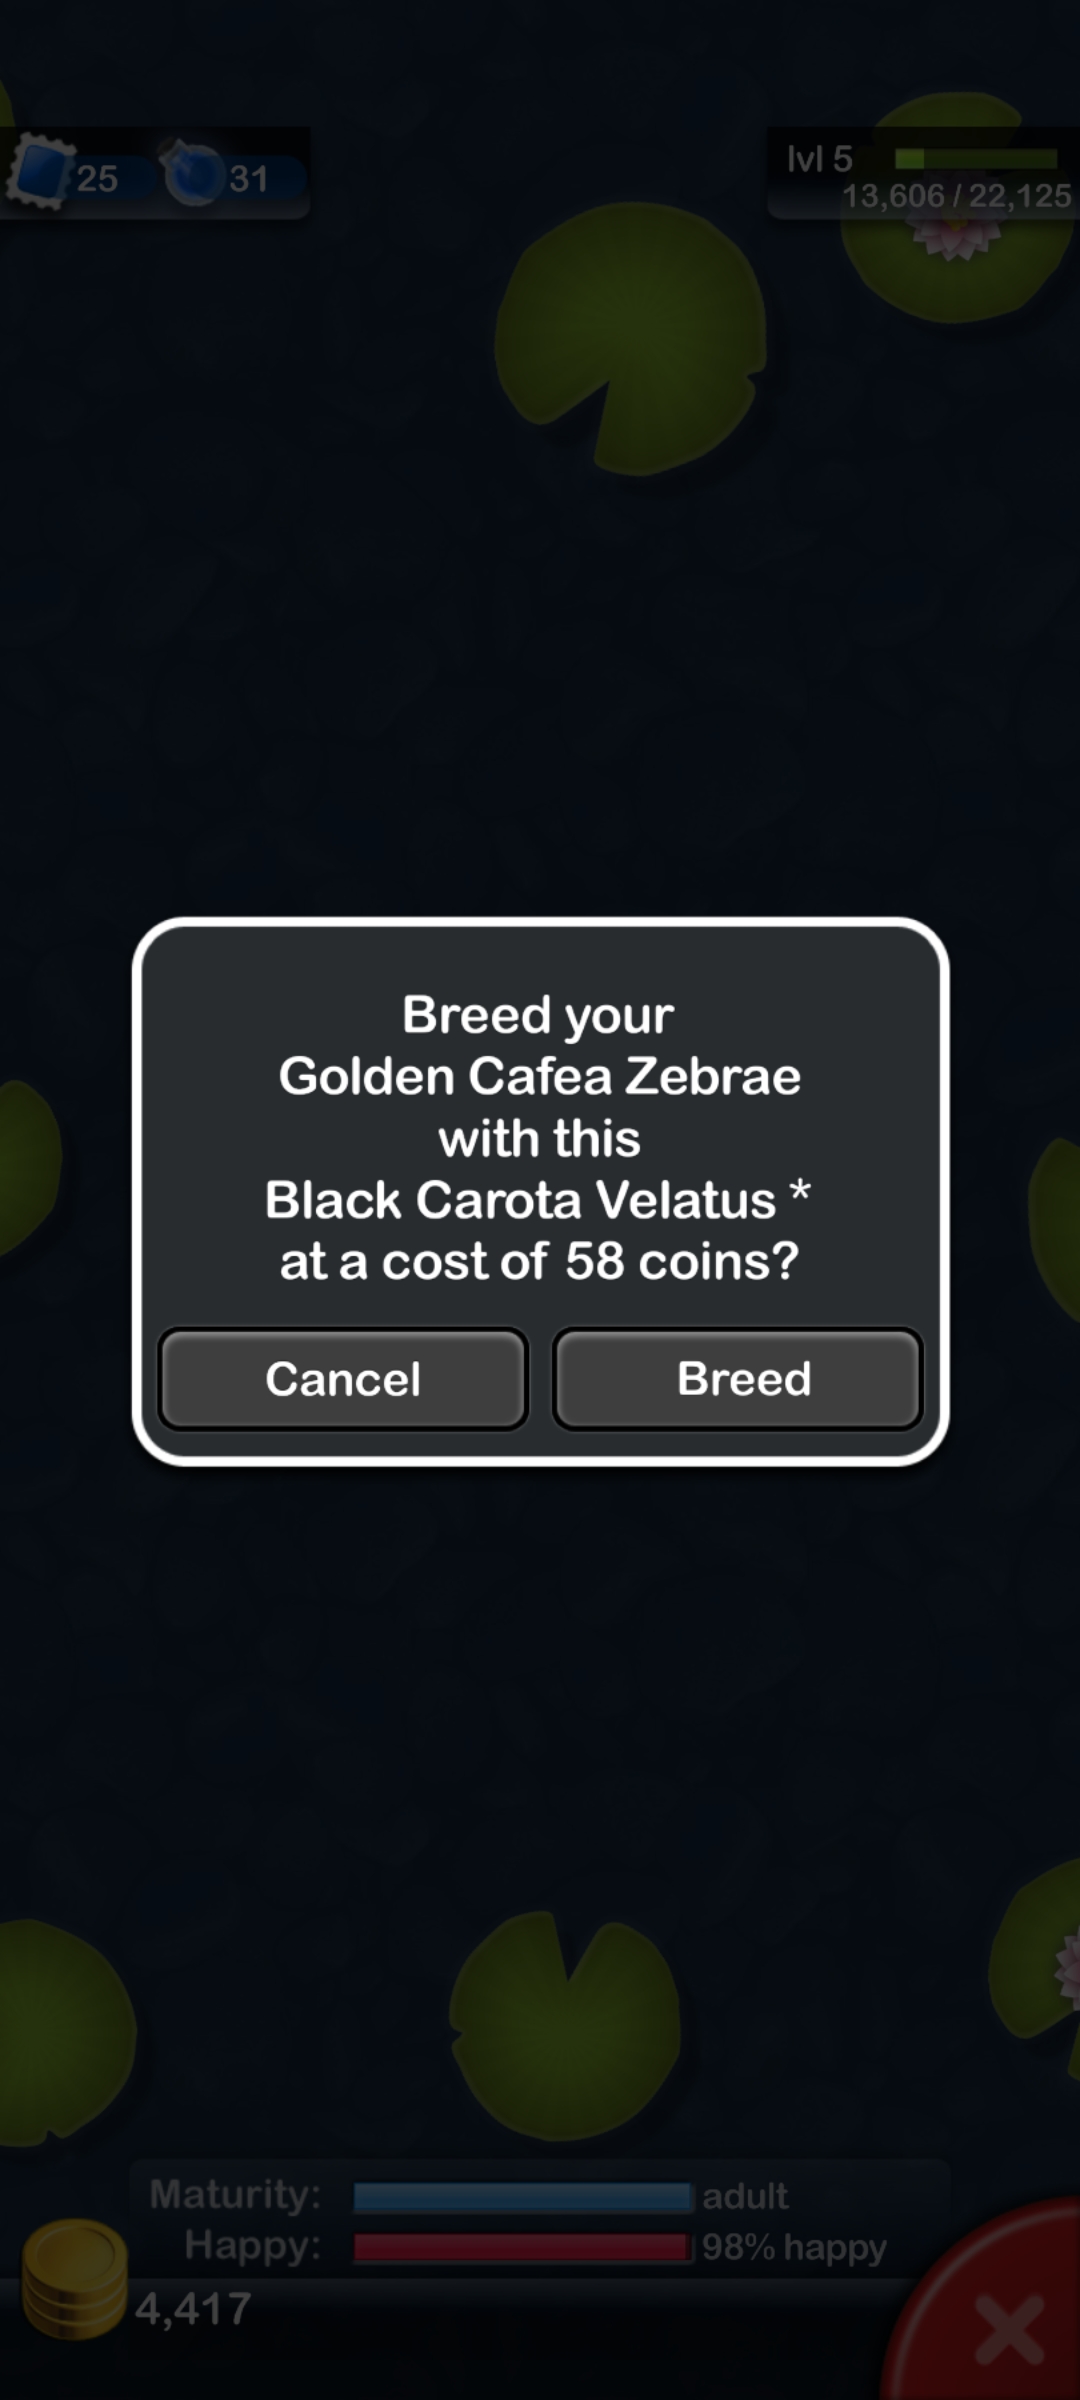 25 31
lvl 5
13,606 / 22,125
Breed your
Golden Cafea Zebrae
with this
Black Carota Velatus *
at a cost of 58 coins?
Cancel Breed
Maturity: adult
Happy: 98% happy
4,417